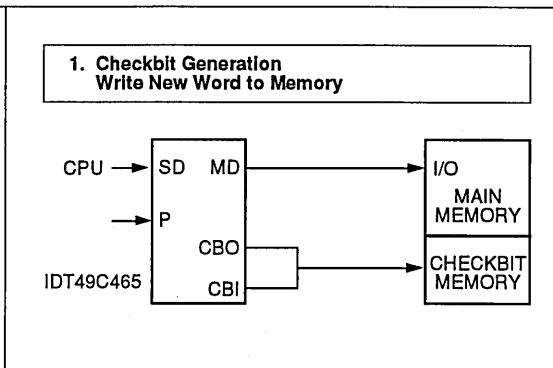 1. Checkbit Generation
Write New Word to Memory
CPU
SD
MD
I/O
MAIN
MEMORY
P
CBO
CHECKBIT
MEMORY
IDT49C465
CBI